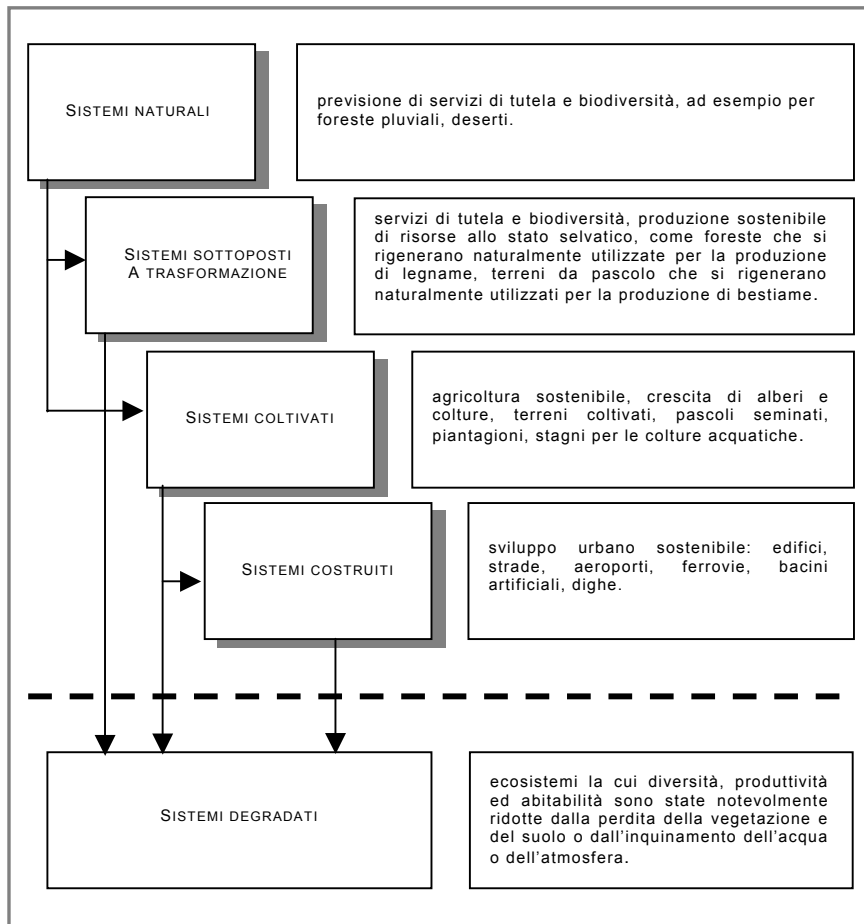 SISTEMI NATURALI
previsione di servizi di tutela e biodiversità, ad esempio per
foreste pluviali, deserti.
SISTEMI SOTTOPOSTI
A TRASFORMAZIONE
servizi di tutela e biodiversità, produzione sostenibile
di risorse allo stato selvatico, come foreste che si
rigenerano naturalmente utilizzate per la produzione
di legname, terreni da pascolo che si rigenerano
naturalmente utilizzati per la produzione di bestiame.
SISTEMI COLTIVATI
agricoltura sostenibile, crescita di alberi e
colture, terreni coltivati, pascoli seminati,
piantagioni, stagni per le colture acquatiche.
SISTEMI COSTRUITI
sviluppo urbano sostenibile: edifici,
strade, aeroporti, ferrovie, bacini
artificiali, dighe.
SISTEMI DEGRADATI
ecosistemi la cui diversità, produttività
ed abitabilità sono state notevolmente
ridotte dalla perdita della vegetazione e
del suolo o dall'inquinamento dell'acqua
o dell'atmosfera.